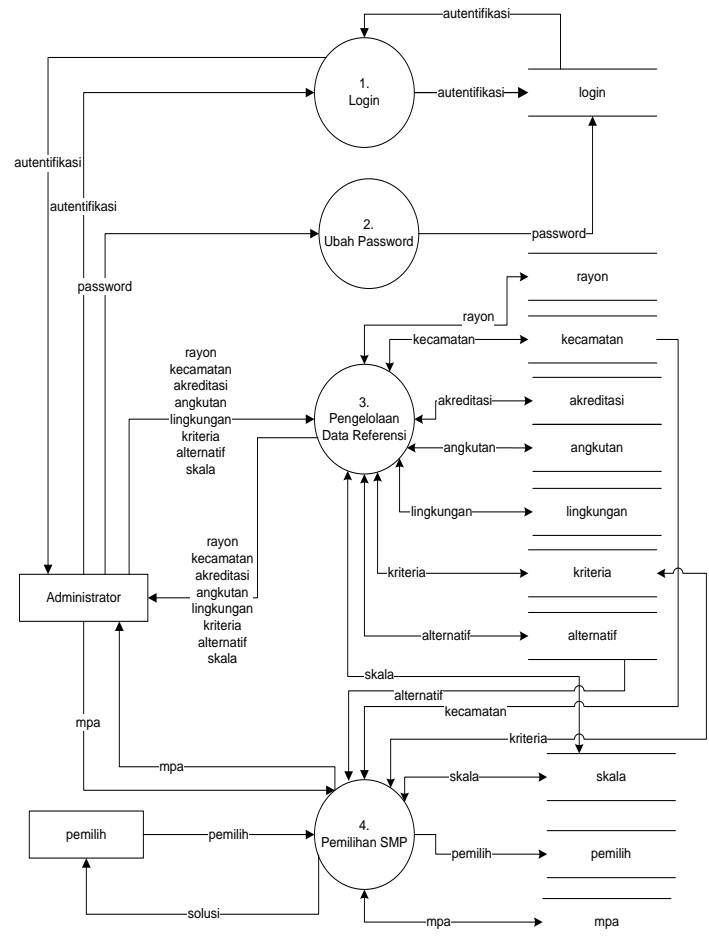 autentifikasi
1.
Login
autentifikasi
login
autentifikasi
autentifikasi
2.
Ubah Password
password
password
rayon
rayon
kecamatan
kecamatan
rayon
kecamatan
akreditasi
angkutan
lingkungan
kriteria
alternatif
skala
3.
Pengelolaan
Data Referensi
akreditasi
akreditasi
angkutan
angkutan
lingkungan
lingkungan
rayon
kecamatan
akreditasi
angkutan
lingkungan
kriteria
alternatif
skala
kriteria
kriteria
Administrator
alternatif
alternatif
skala
alternatif
kecamatan
mpa
kriteria
mpa
skala
skala
pemilih
pemilih
4.
Pemilihan SMP
pemilih
pemilih
solusi
mpa
mpa